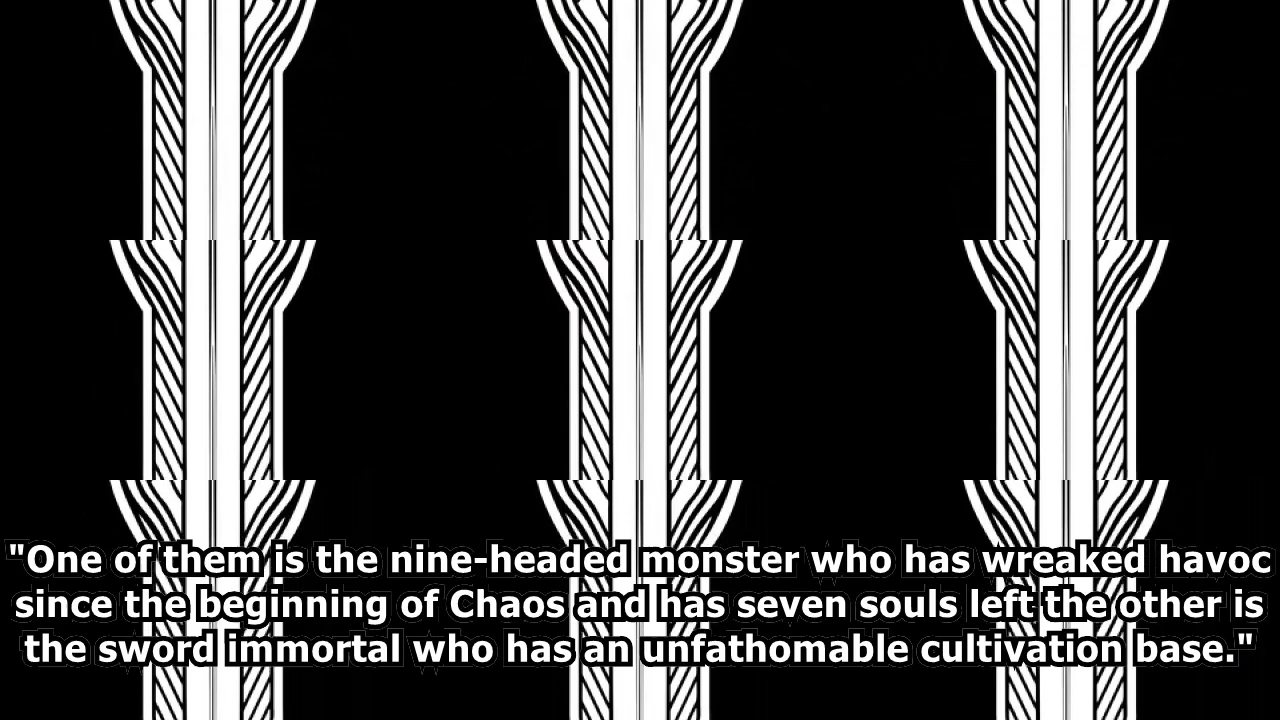 "One of them is the nine-headed monster who has wreaked havoc
since the beginning of Chaos and has seven souls left the other is
the sword immortal who has an unfathomable cultivation base."